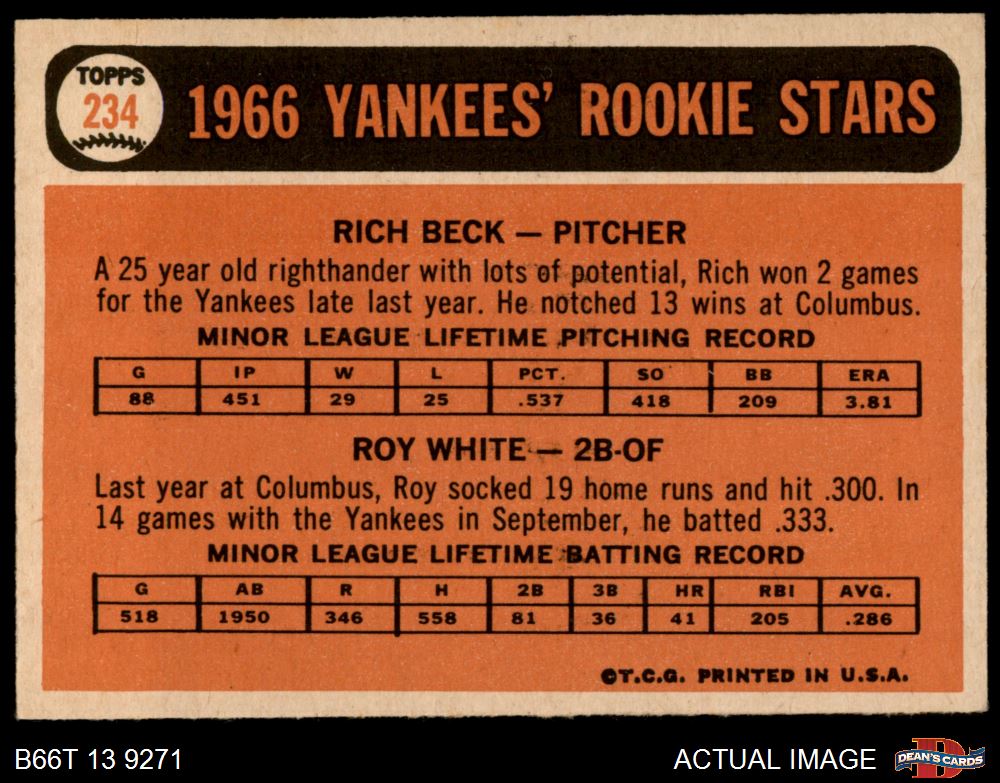 TOPPS
234
1966 YANKEES' ROOKIE STARS
RICH BECK — PITCHER
A 25 year old righthander with lots of potential, Rich won 2 games
for the Yankees late last year. He notched 13 wins at Columbus.
MINOR LEAGUE LIFETIME PITCHING RECORD
G IP W L PCT. SO BB ERA
88 451 29 25 .537 418 209 3.81
ROY WHITE — 2B-OF
Last year at Columbus, Roy socked 19 home runs and hit .300. In
14 games with the Yankees in September, he batted .333.
MINOR LEAGUE LIFETIME BATTING RECORD
G AB R H 2B 3B HR RBI AVG.
518 1950 346 558 81 36 41 205 .286
©T.C.G. PRINTED IN U.S.A.
B66T 13 9271
ACTUAL IMAGE
D
DEAN'S CARDS